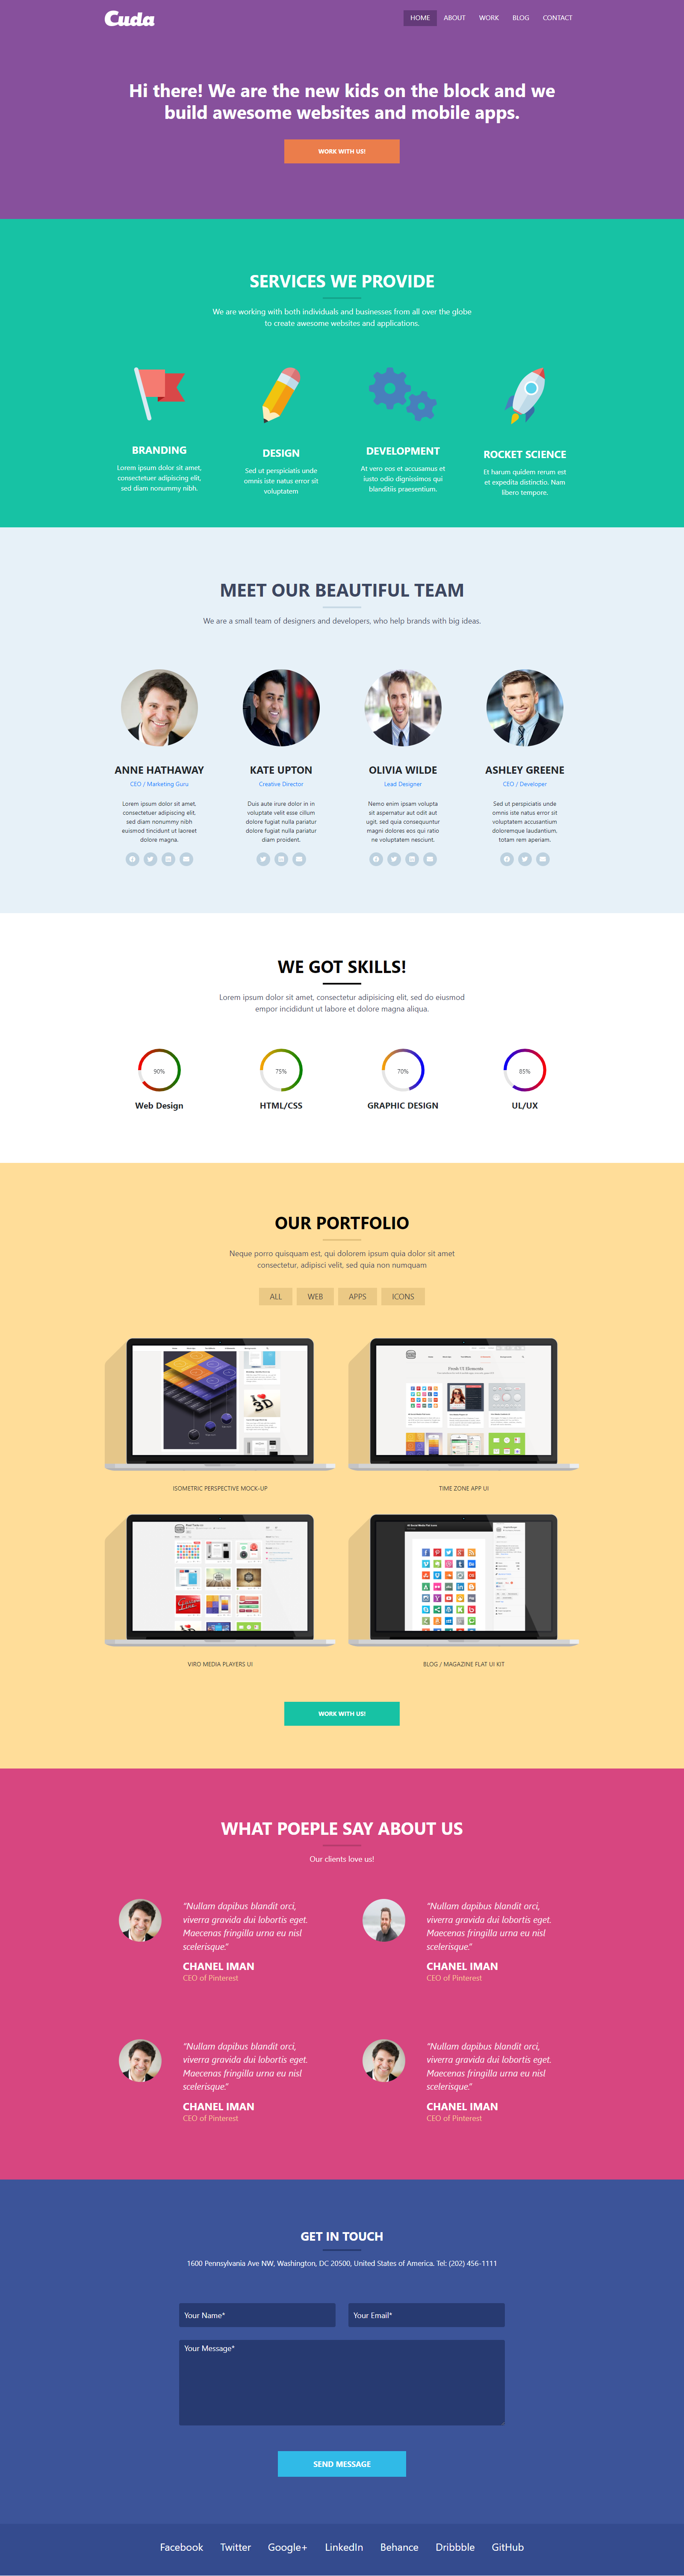 Cuda
HOME ABOUT WORK BLOG CONTACT
Hi there! We are the new kids on the block and we
build awesome websites and mobile apps.
WORK WITH US!
SERVICES WE PROVIDE
We are working with both individuals and businesses from all over the globe
to create awesome websites and applications.
BRANDING
Lorem ipsum dolor sit amet,
consectetuer adipiscing elit,
sed diam nonummy nibh.
DESIGN
Sed ut perspiciatis unde
omnis iste natus error sit
voluptatem
DEVELOPMENT
At vero eos et accusamus et
iusto odio dignissimos qui
blanditiis praesentium.
ROCKET SCIENCE
Et harum quidem rerum est
et expedita distinctio. Nam
libero tempore.
MEET OUR BEAUTIFUL TEAM
We are a small team of designers and developers, who help brands with big ideas.
ANNE HATHAWAY
CEO / Marketing Guru
Lorem ipsum dolor sit amet,
consectetuer adipiscing elit,
sed diam nonummy nibh
euismod tincidunt ut laoreet
dolore magna.
KATE UPTON
Creative Director
Duis aute irure dolor in in
voluptate velit esse cillum
dolore fugiat nulla pariatur
dolore fugiat nulla pariatur
diam proident.
OLIVIA WILDE
Lead Designer
Nemo enim ipsam volupta
sit aspernatur aut odit aut
ugit, sed quia consequuntur
magni dolores eos qui ratio
ne voluptatem nesciunt.
ASHLEY GREENE
CEO / Developer
Sed ut perspiciatis unde
omnis iste natus error sit
voluptatem accusantium
doloremque laudantium,
totam rem aperiam.
WE GOT SKILLS!
Lorem ipsum dolor sit amet, consectetur adipisicing elit, sed do eiusmod
empor incididunt ut labore et dolore magna aliqua.
90%
Web Design
75%
HTML/CSS
70%
GRAPHIC DESIGN
85%
UL/UX
OUR PORTFOLIO
Neque porro quisquam est, qui dolorem ipsum quia dolor sit amet
consectetur, adipisci velit, sed quia non numquam
ALL WEB APPS ICONS
I 3D
ISOMETRIC PERSPECTIVE MOCK-UP
Fresh UI Elements
TIME ZONE APP UI
VIRO MEDIA PLAYERS UI
BLOG / MAGAZINE FLAT UI KIT
WORK WITH US!
WHAT POEPLE SAY ABOUT US
Our clients love us!
"Nullam dapibus blandit orci,
viverra gravida dui lobortis eget.
Maecenas fringilla urna eu nisl
scelerisque."
CHANEL IMAN
CEO of Pinterest
"Nullam dapibus blandit orci,
viverra gravida dui lobortis eget.
Maecenas fringilla urna eu nisl
scelerisque."
CHANEL IMAN
CEO of Pinterest
"Nullam dapibus blandit orci,
viverra gravida dui lobortis eget.
Maecenas fringilla urna eu nisl
scelerisque."
CHANEL IMAN
CEO of Pinterest
"Nullam dapibus blandit orci,
viverra gravida dui lobortis eget.
Maecenas fringilla urna eu nisl
scelerisque."
CHANEL IMAN
CEO of Pinterest
GET IN TOUCH
1600 Pennsylvania Ave NW, Washington, DC 20500, United States of America. Tel: (202) 456-1111
Your Name*
Your Email*
Your Message*
SEND MESSAGE
Facebook Twitter Google+ LinkedIn Behance Dribbble GitHub